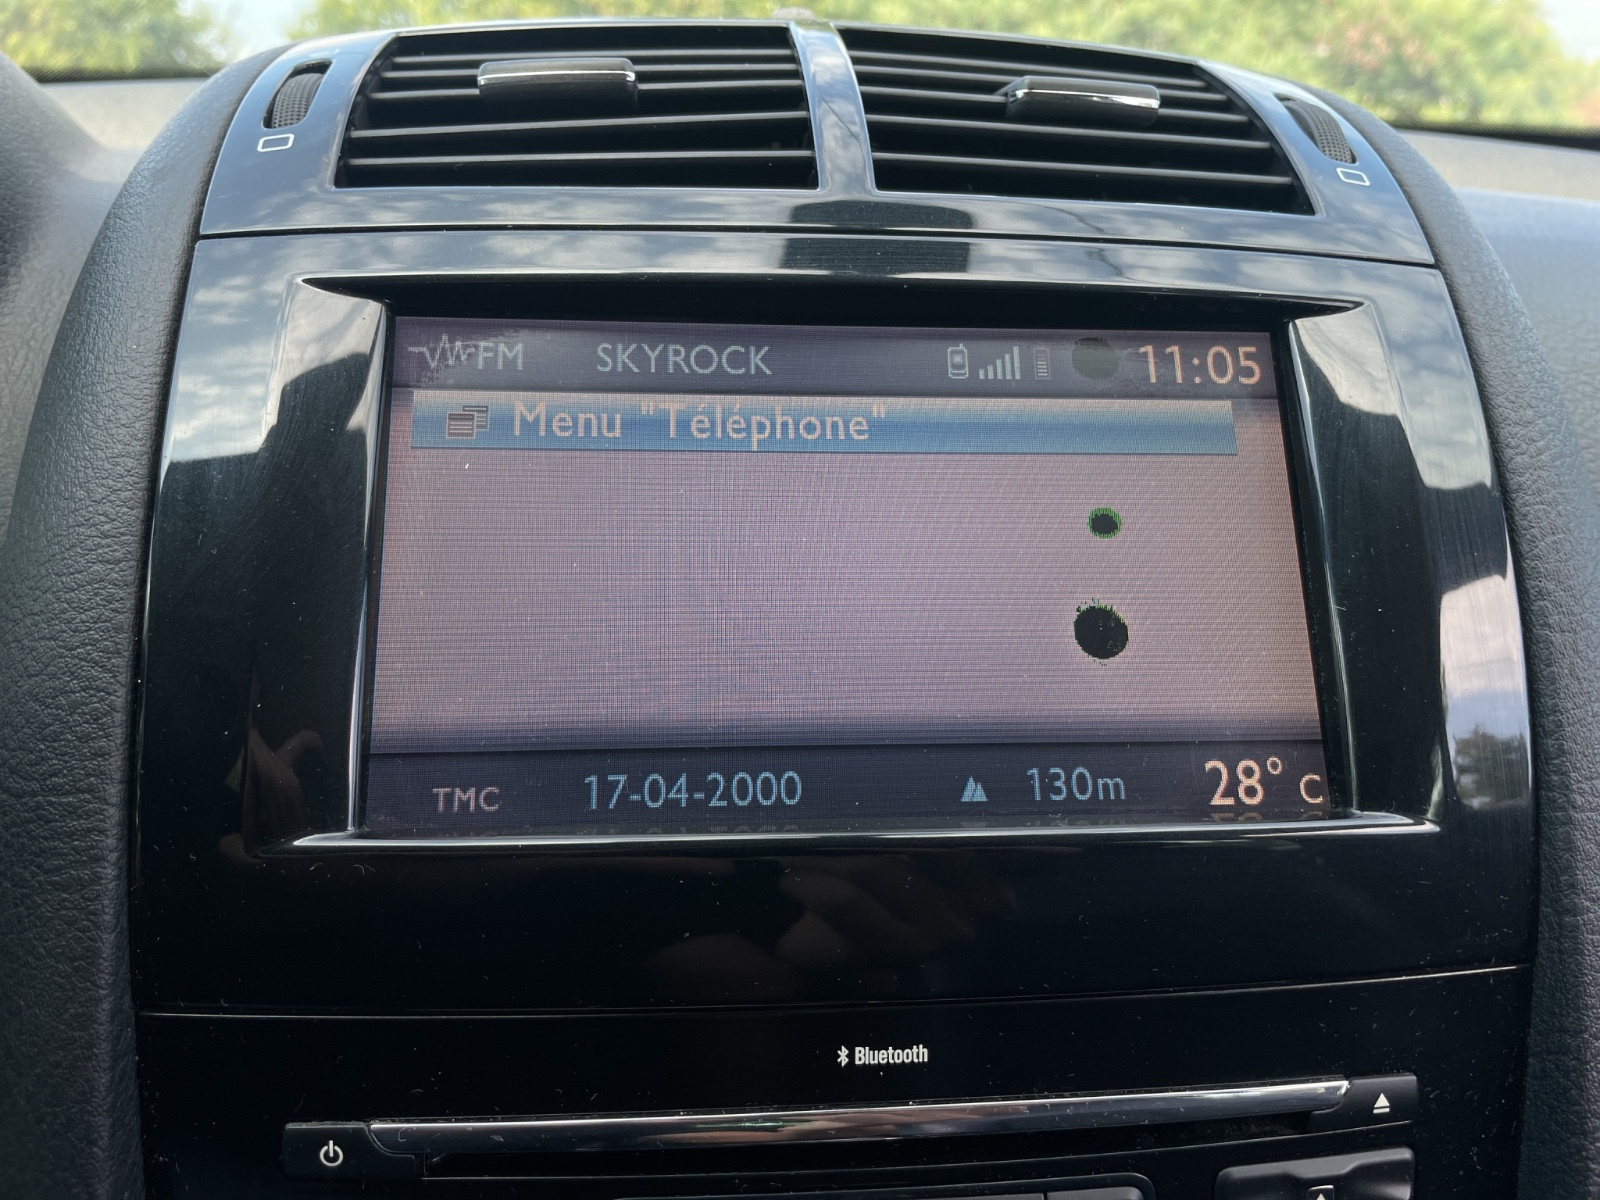 FM SKYROCK 11:05
Menu "Téléphone"
TMC 17-04-2000 130m 28° C
Bluetooth